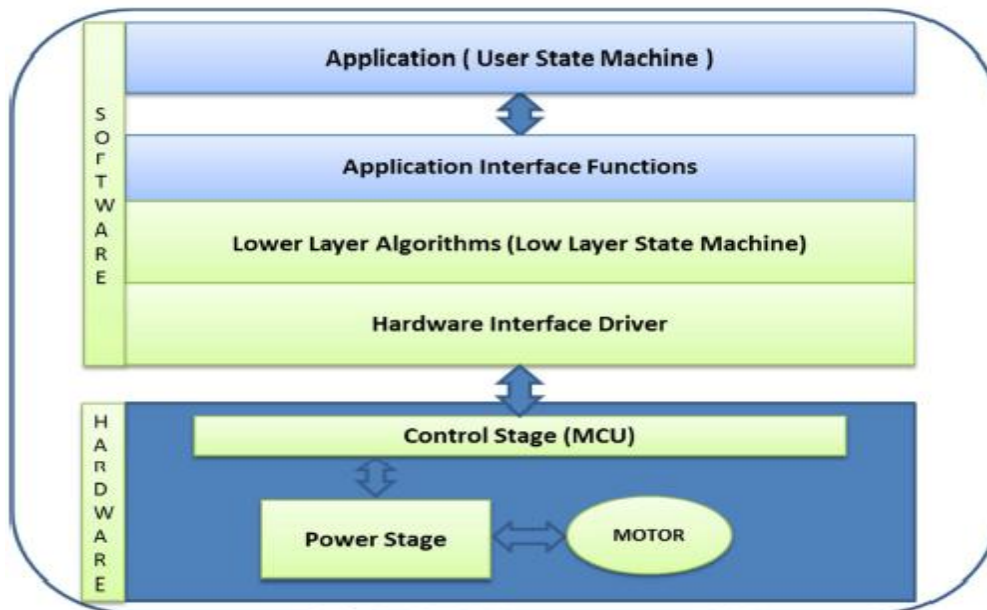 SOFTWARE
Application ( User State Machine )
Application Interface Functions
Lower Layer Algorithms (Low Layer State Machine)
Hardware Interface Driver
HARDWARE
Control Stage (MCU)
Power Stage
MOTOR